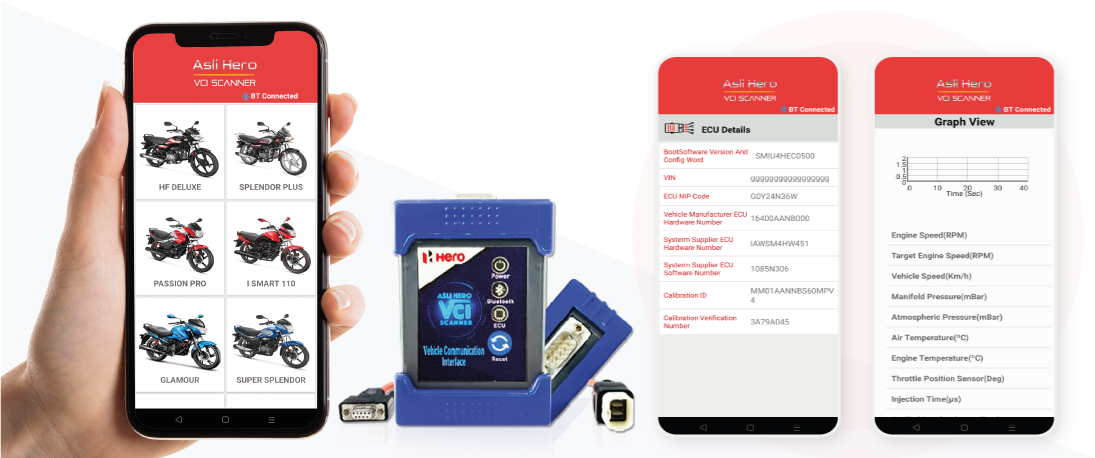 Asli Hero
VCI SCANNER
BT Connected
HF DELUXE
SPLENDOR PLUS
PASSION PRO
I SMART 110
GLAMOUR
SUPER SPLENDOR
Hero
Power
Bluetooth
ASLI HERO
VCI
SCANNER
ECU
Vehicle Communication
Interface
Reset
Asli Hero
VCI SCANNER
BT Connected
ECU Details
BootSoftware Version And
Config Word
SMIU4HEC0500
VIN
ggggggggggggggggg
ECU NIP Code
G0Y24N36W
Vehicle Manufacturer ECU
Hardware Number
16400AANB000
Systerm Supplier ECU
Hardware Number
IAWSM4HW451
Systerm Supplier ECU
Software Number
1085N306
Calibration ID
MM01AANNBS60MPV
4
Calibration Verification
Number
3A79A045
Asli Hero
VCI SCANNER
BT Connected
Graph View
2
1.5
1
0.5
0
0 10 20 30 40
Time (Sec)
Engine Speed(RPM)
Target Engine Speed(RPM)
Vehicle Speed(Km/h)
Manifold Pressure(mBar)
Atmospheric Pressure(mBar)
Air Temperature(ºC)
Engine Temperature(ºC)
Throttle Position Sensor(Deg)
Injection Time(µs)